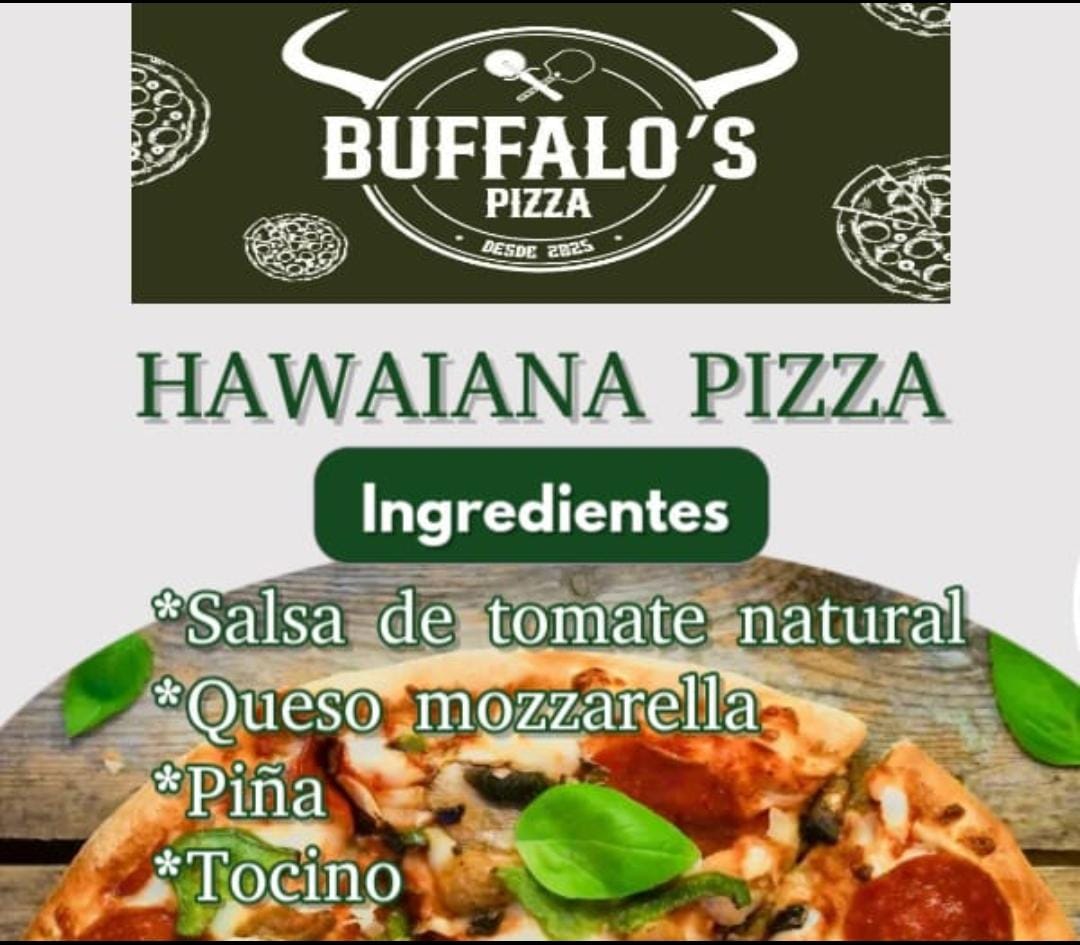 BUFFALO'S
PIZZA
DESDE 2025
HAWAIANA PIZZA
Ingredientes
*Salsa de tomate natural
*Queso mozzarella
*Piña
*Tocino